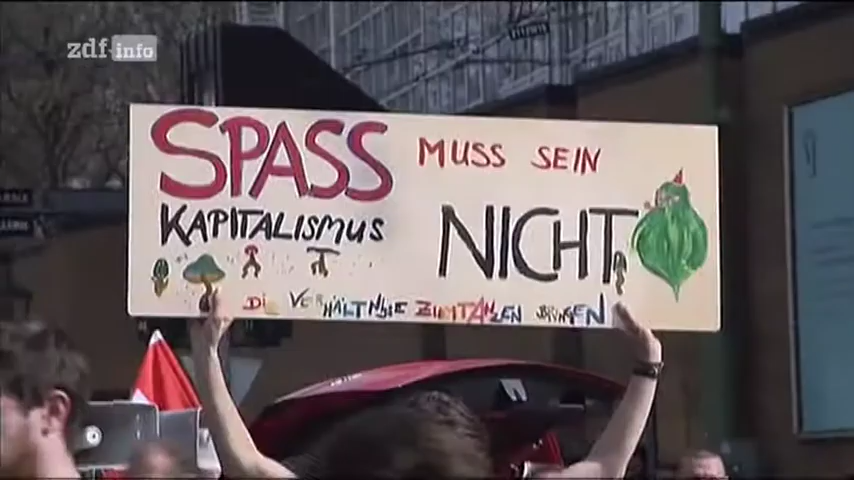 zdf info
SPASS MUSS SEIN
KAPITALISMUS NICHT
DIE VERHÄLTNISSE ZUM TANZEN BRINGEN